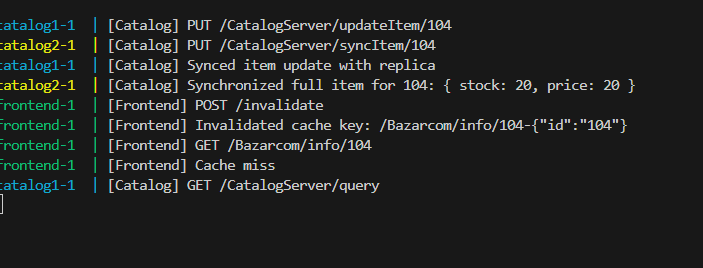 catalog1-1 | [Catalog] PUT /CatalogServer/updateItem/104
catalog2-1 | [Catalog] PUT /CatalogServer/syncItem/104
catalog1-1 | [Catalog] Synced item update with replica
catalog2-1 | [Catalog] Synchronized full item for 104: { stock: 20, price: 20 }
frontend-1 | [Frontend] POST /invalidate
frontend-1 | [Frontend] Invalidated cache key: /Bazarcom/info/104-{"id":"104"}
frontend-1 | [Frontend] GET /Bazarcom/info/104
frontend-1 | [Frontend] Cache miss
catalog1-1 | [Catalog] GET /CatalogServer/query